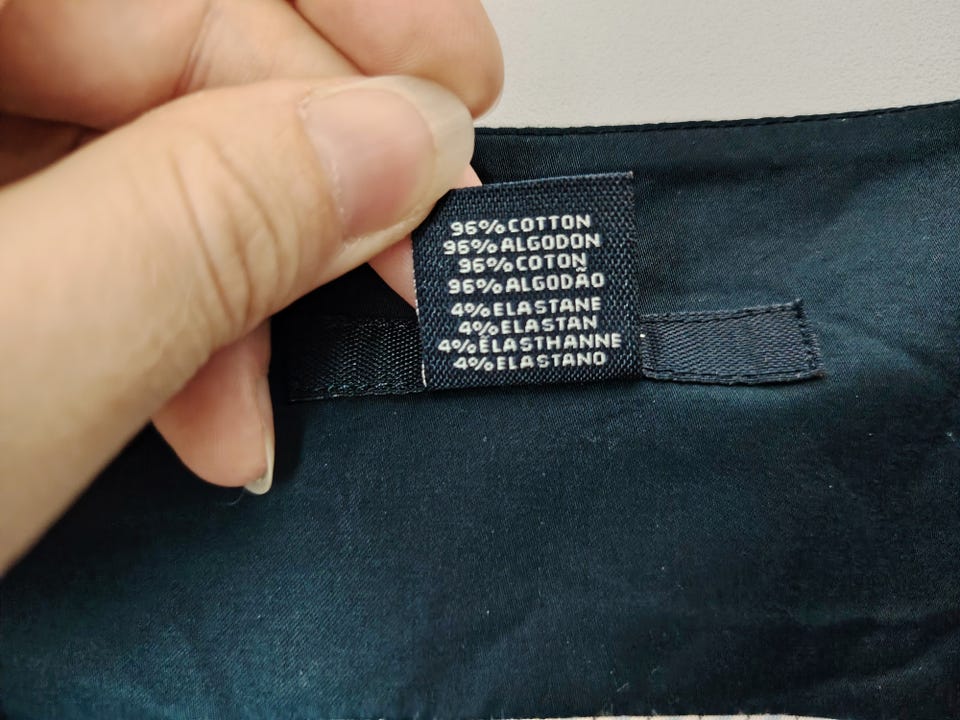 96% COTTON
96% ALGODON
96% COTON
96% ALGODÃO
4% ELASTANE
4% ELASTAN
4% ÉLASTHANNE
4% ELASTANO